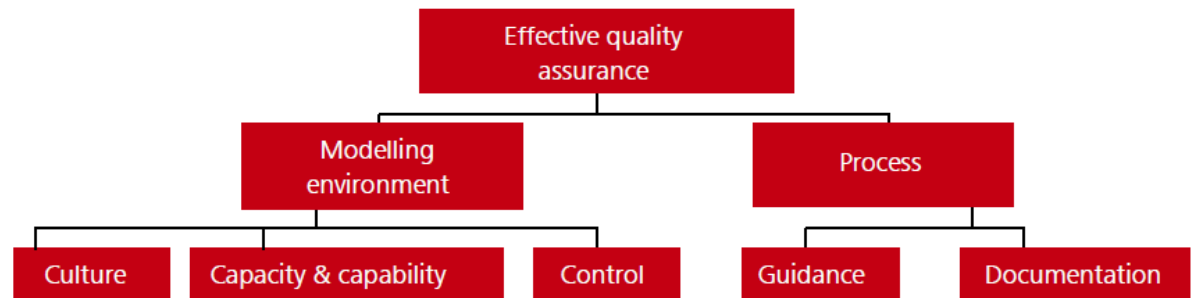 Effective quality
assurance
Modelling
environment
Process
Culture
Capacity & capability
Control
Guidance
Documentation